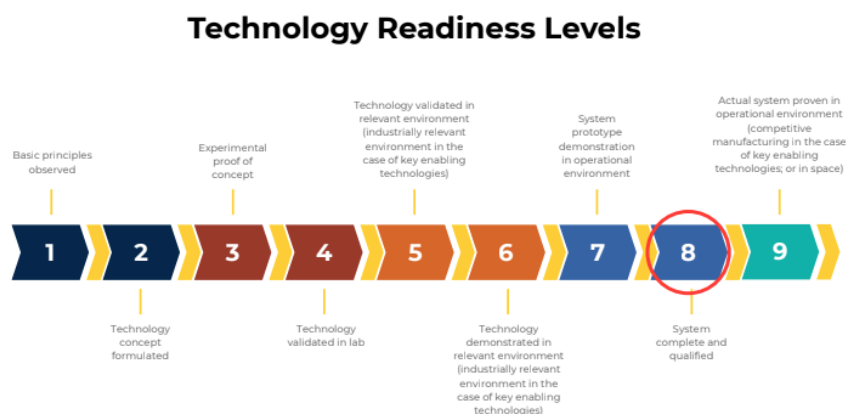 Technology Readiness Levels
Basic principles
observed
Experimental
proof of
concept
Technology validated in
relevant environment
(industrially relevant
environment in the
case of key enabling
technologies)
System
prototype
demonstration
in operational
environment
Actual system proven in
operational environment
(competitive
manufacturing in the case
of key enabling
technologies; or in space)
1 2 3 4 5 6 7 8 9
Technology
concept
formulated
Technology
validated in lab
Technology
demonstrated in
relevant environment
(industrially relevant
environment in the
case of key enabling
technologies)
System
complete and
qualified